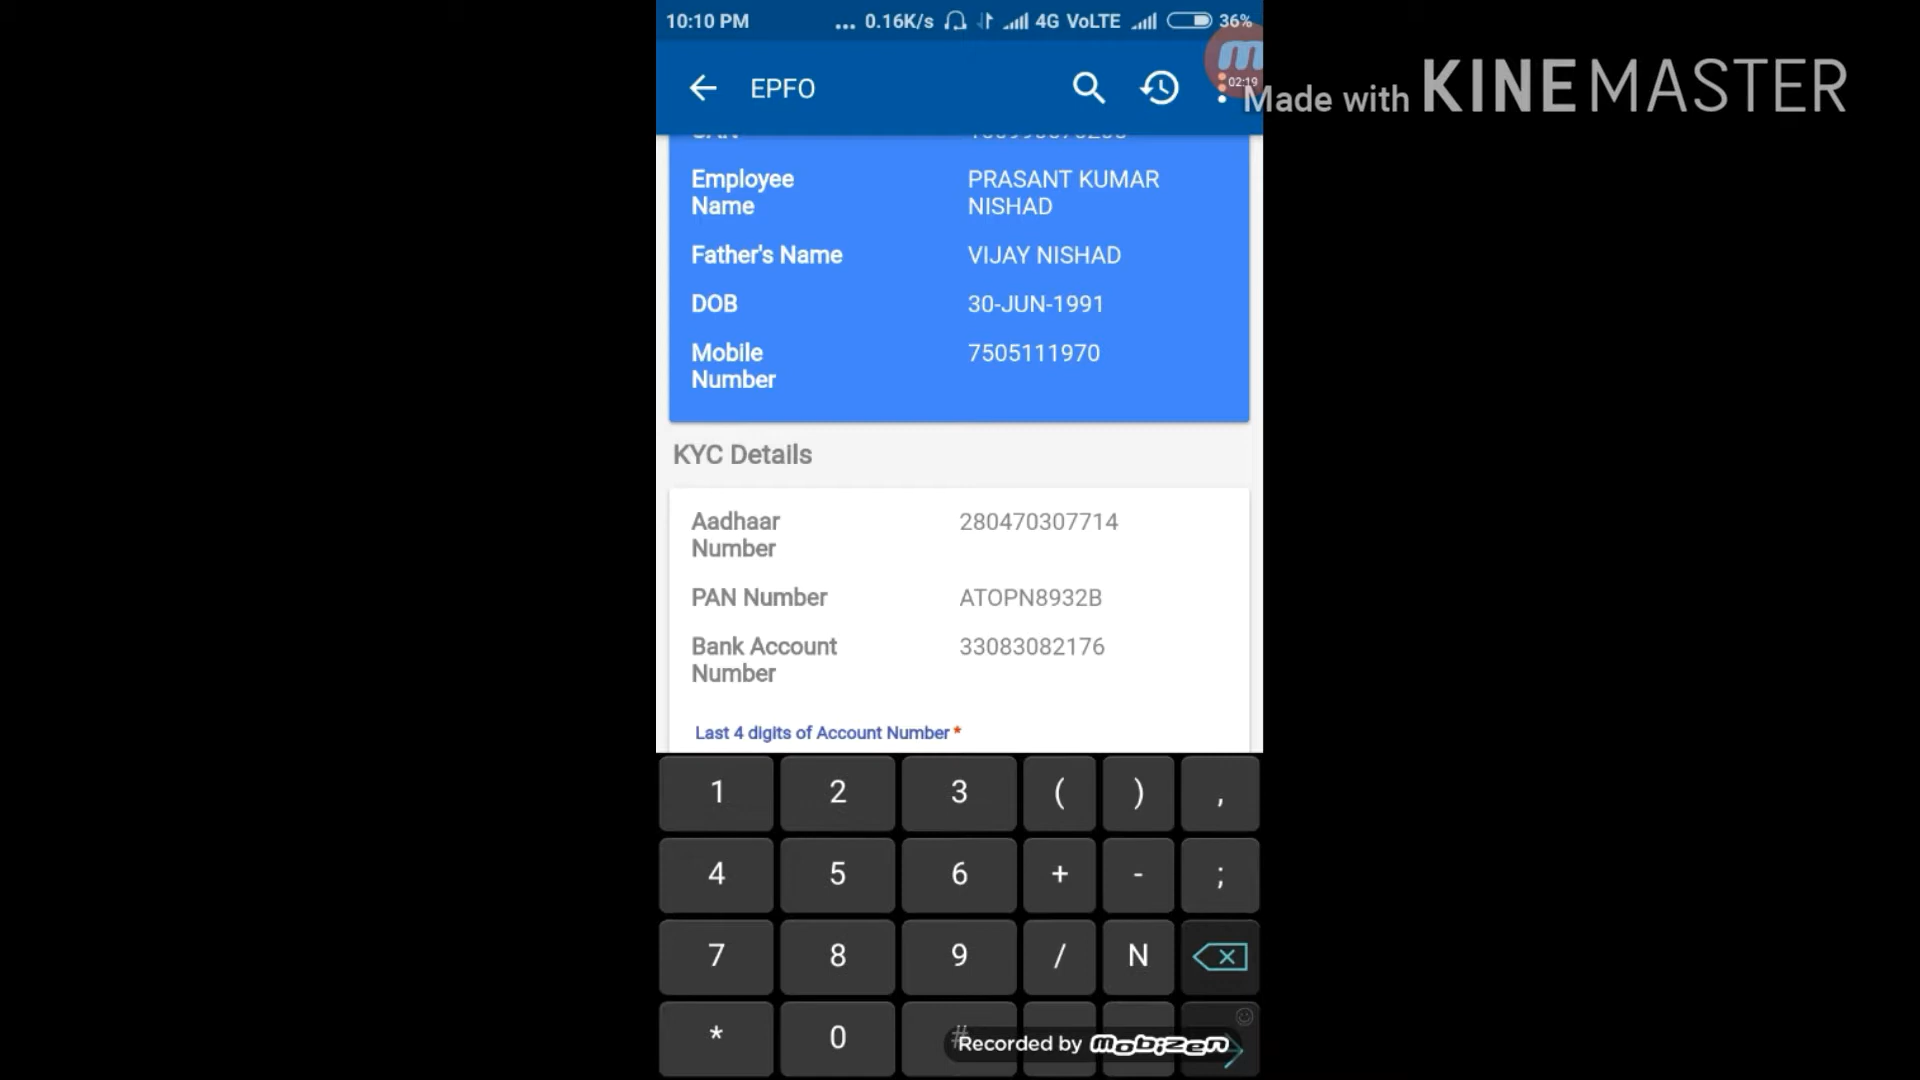 10:10 PM ... 0.16K/s 4G VoLTE 36%
EPFO
02:19
Made with KINEMASTER
Employee Name PRASANT KUMAR NISHAD
Father's Name VIJAY NISHAD
DOB 30-JUN-1991
Mobile Number 7505111970
KYC Details
Aadhaar Number 280470307714
PAN Number ATOPN8932B
Bank Account Number 33083082176
Last 4 digits of Account Number *
1 2 3 ( ) ,
4 5 6 + - ;
7 8 9 / N
* 0 #
Recorded by mobizen